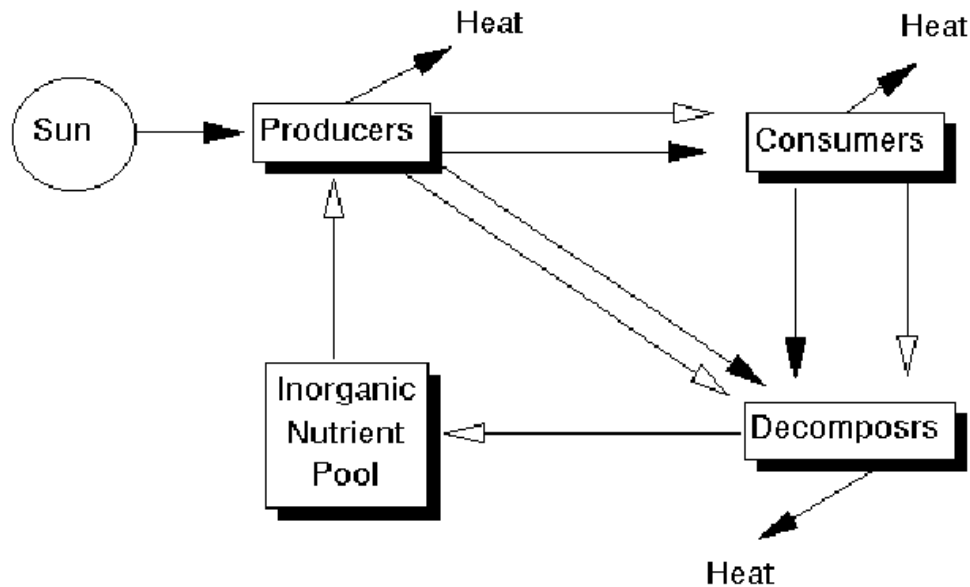 Heat
Heat
Sun
Producers
Consumers
Inorganic
Nutrient
Pool
Decomposrs
Heat